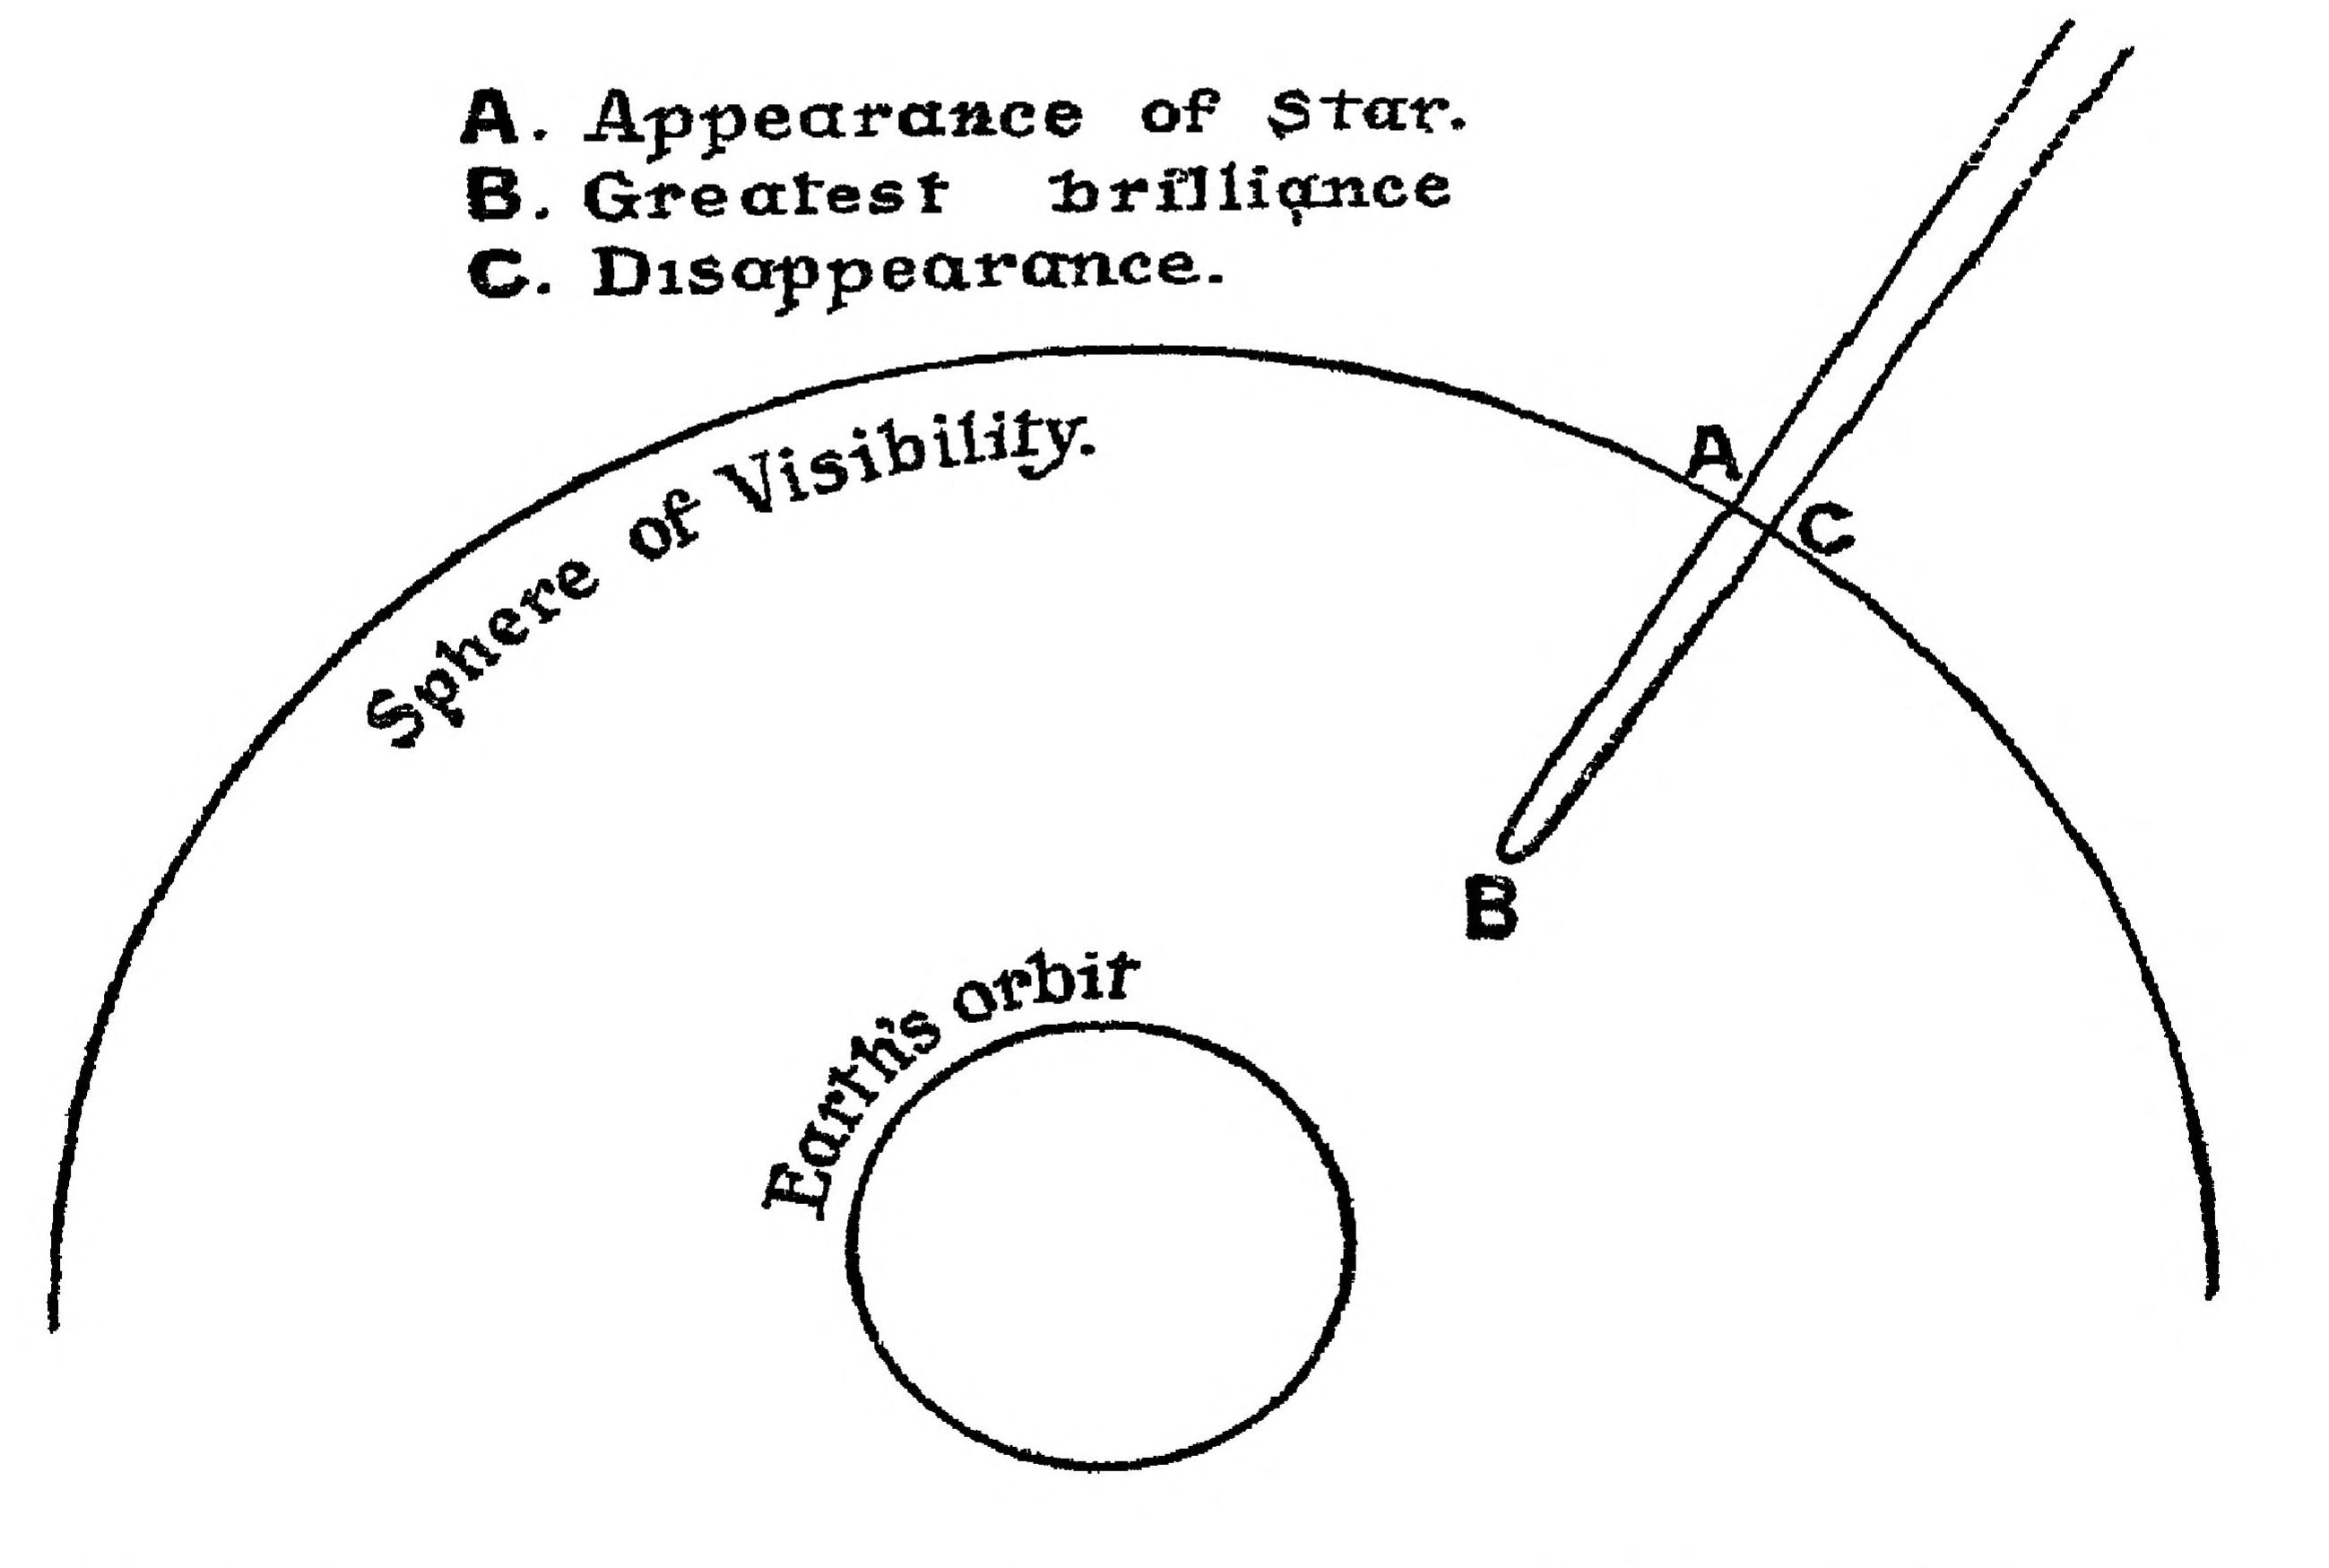 A. Appearance of Star.
B. Greatest brilliance
C. Disappearance.
Sphere of Visibility.
A
C
B
Earth's orbit